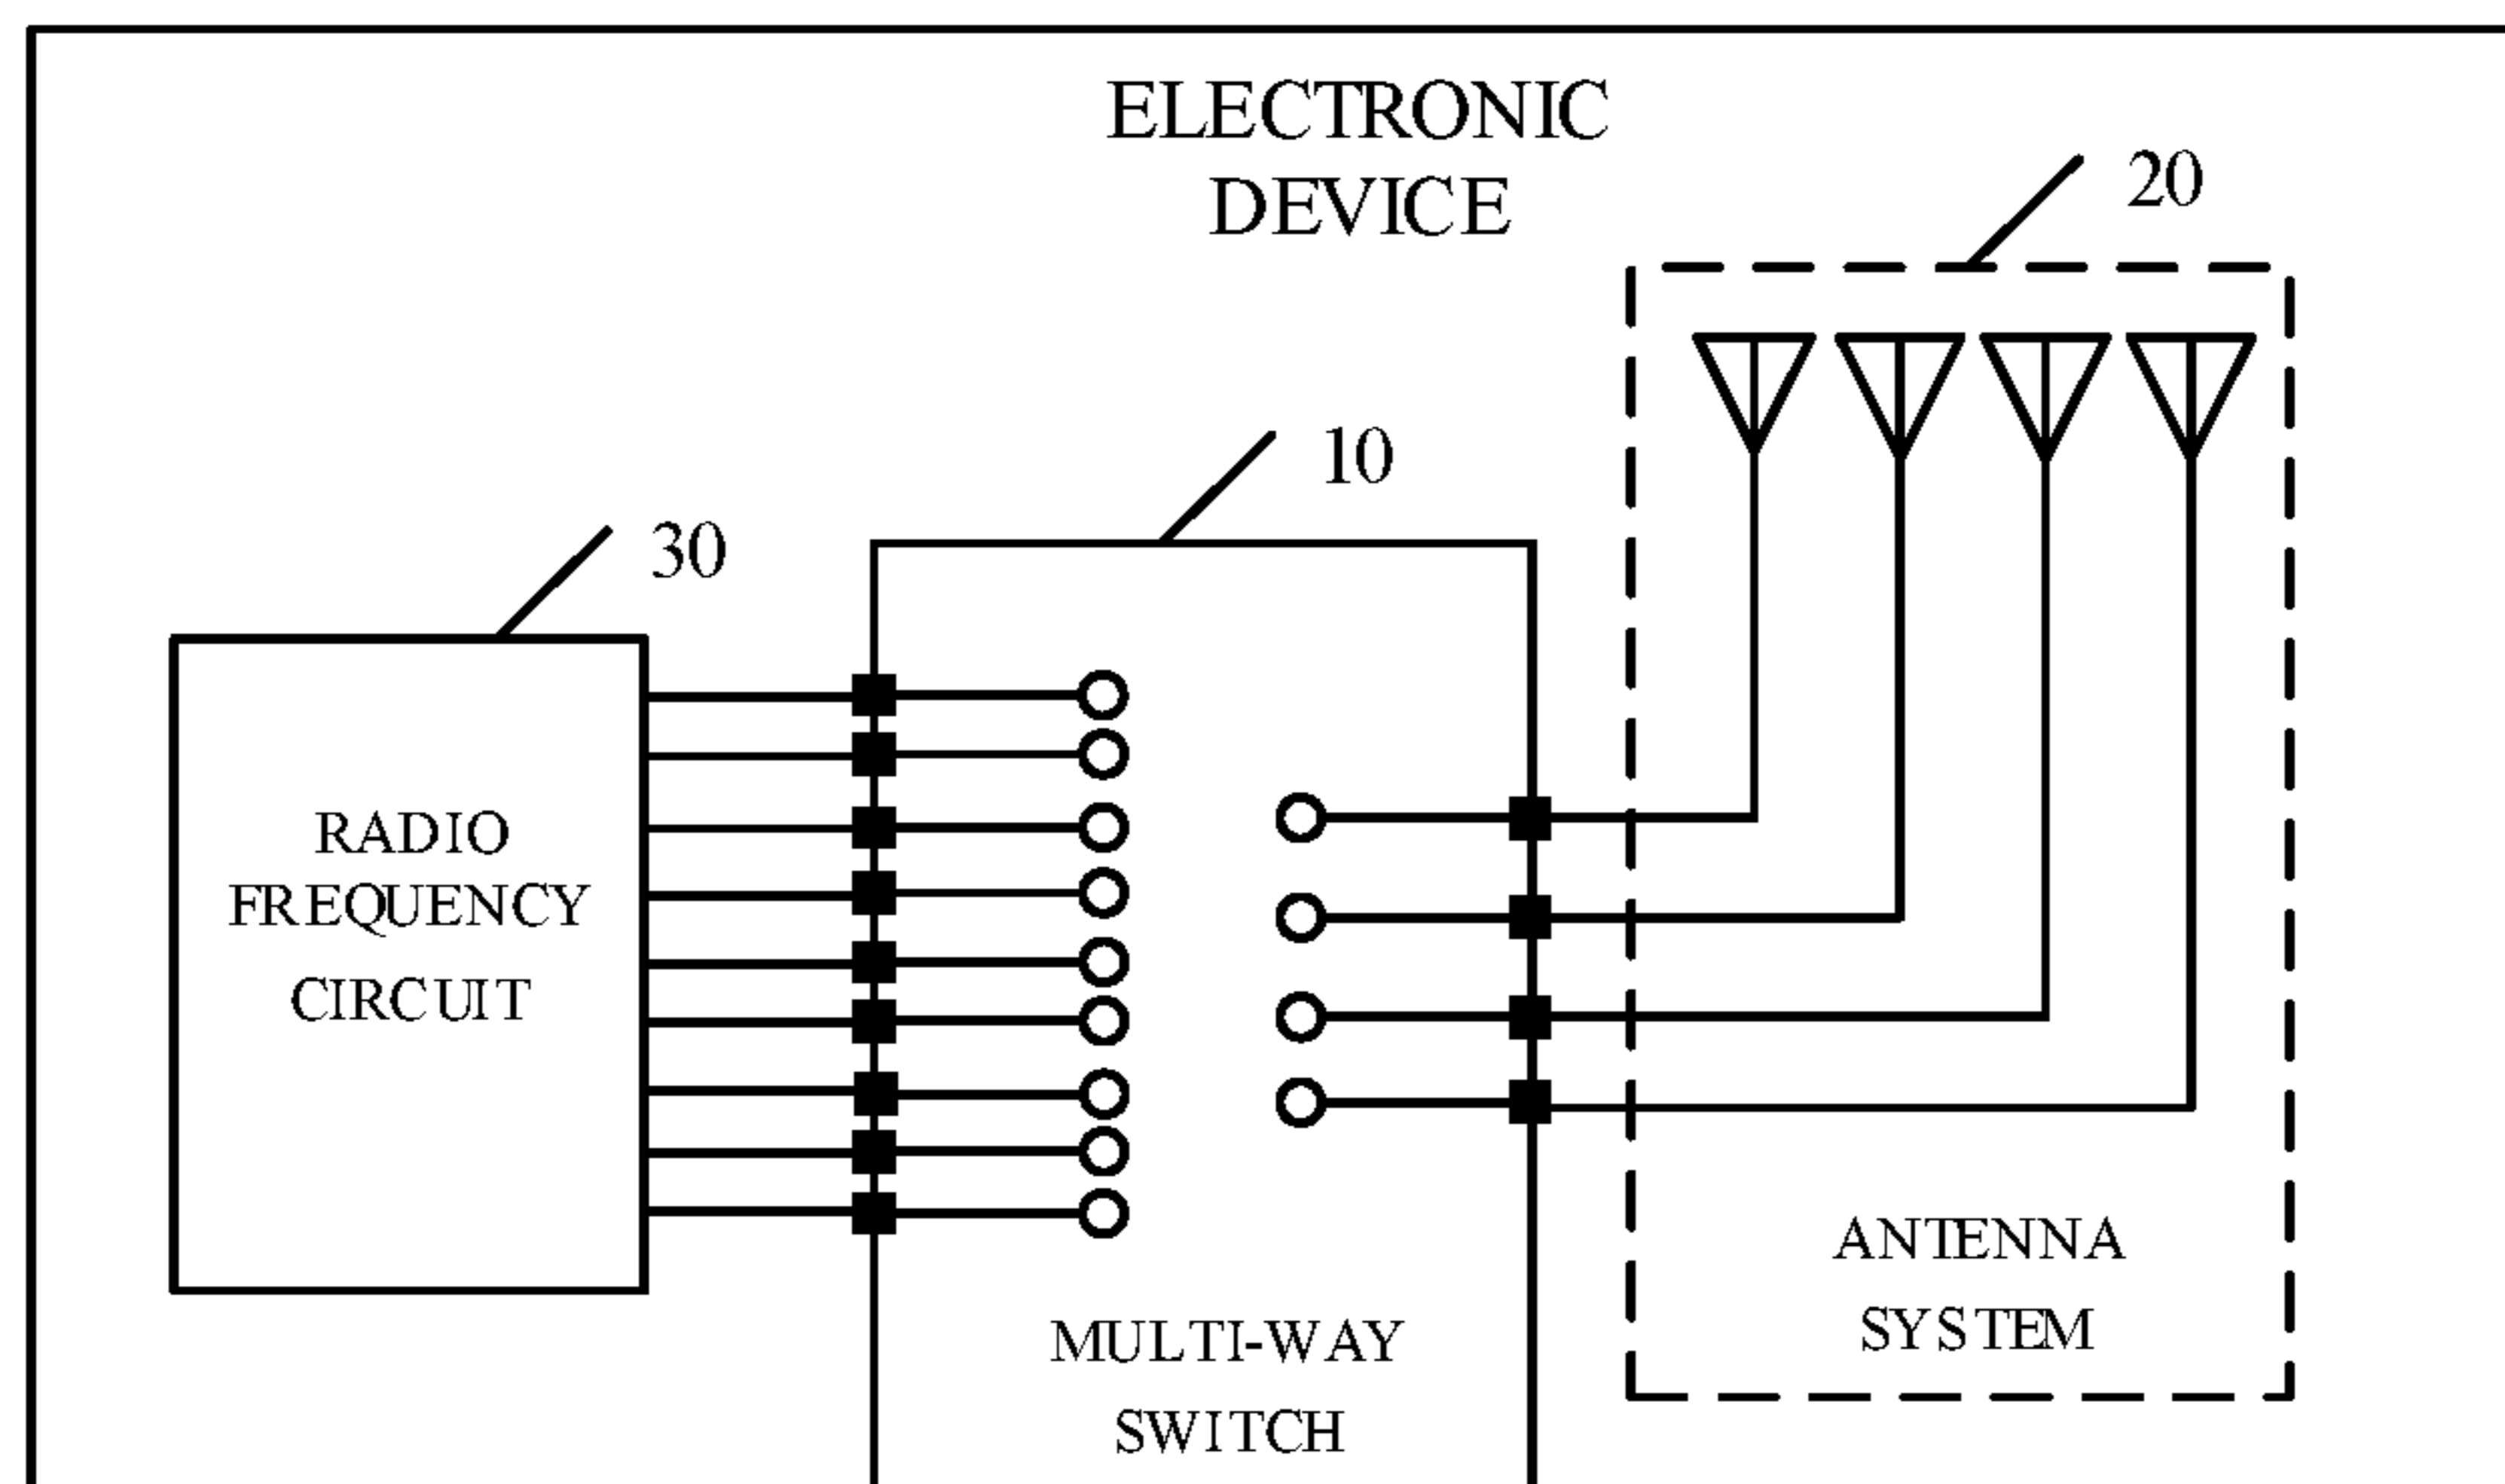 ELECTRONIC
DEVICE
20
10
30
RADIO
FREQUENCY
CIRCUIT
ANTENNA
SYSTEM
MULTI-WAY
SWITCH